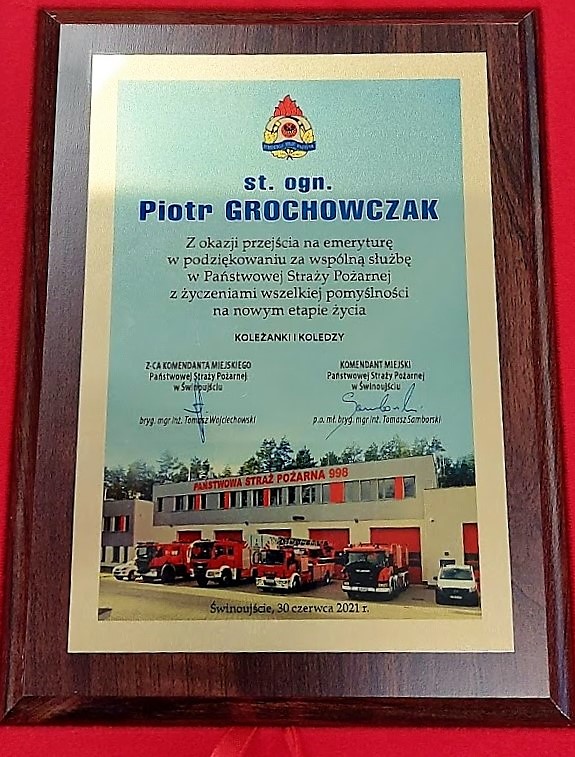 st. ogn.
Piotr GROCHOWCZAK
Z okazji przejścia na emeryturę
w podziękowaniu za wspólną służbę
w Państwowej Straży Pożarnej
z życzeniami wszelkiej pomyślności
na nowym etapie życia
KOLEŻANKI I KOLEDZY
Z-CA KOMENDANTA MIEJSKIEGO
Państwowej Straży Pożarnej
w Świnoujściu
bryg. mgr inż. Tomasz Wojciechowski
KOMENDANT MIEJSKI
Państwowej Straży Pożarnej
w Świnoujściu
p.o. mł. bryg. mgr inż. Tomasz Samborski
PAŃSTWOWA STRAŻ POŻARNA 998
Świnoujście, 30 czerwca 2021 r.